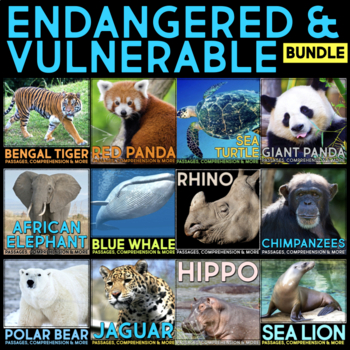 ENDANGERED &
VULNERABLE
BUNDLE
BENGAL TIGER
PASSAGES, COMPREHENSION & MORE
RED PANDA
PASSAGES, COMPREHENSION & MORE
SEA
TURTLE
PASSAGES, COMPREHENSION & MORE
GIANT PANDA
PASSAGES, COMPREHENSION & MORE
AFRICAN
ELEPHANT
PASSAGES, COMPREHENSION & MORE
BLUE WHALE
PASSAGES, COMPREHENSION & MORE
RHINO
PASSAGES, COMPREHENSION & MORE
CHIMPANZEES
PASSAGES, COMPREHENSION & MORE
POLAR BEAR
PASSAGES, COMPREHENSION & MORE
JAGUAR
PASSAGES, COMPREHENSION & MORE
HIPPO
PASSAGES, COMPREHENSION & MORE
SEA LION
PASSAGES, COMPREHENSION & MORE